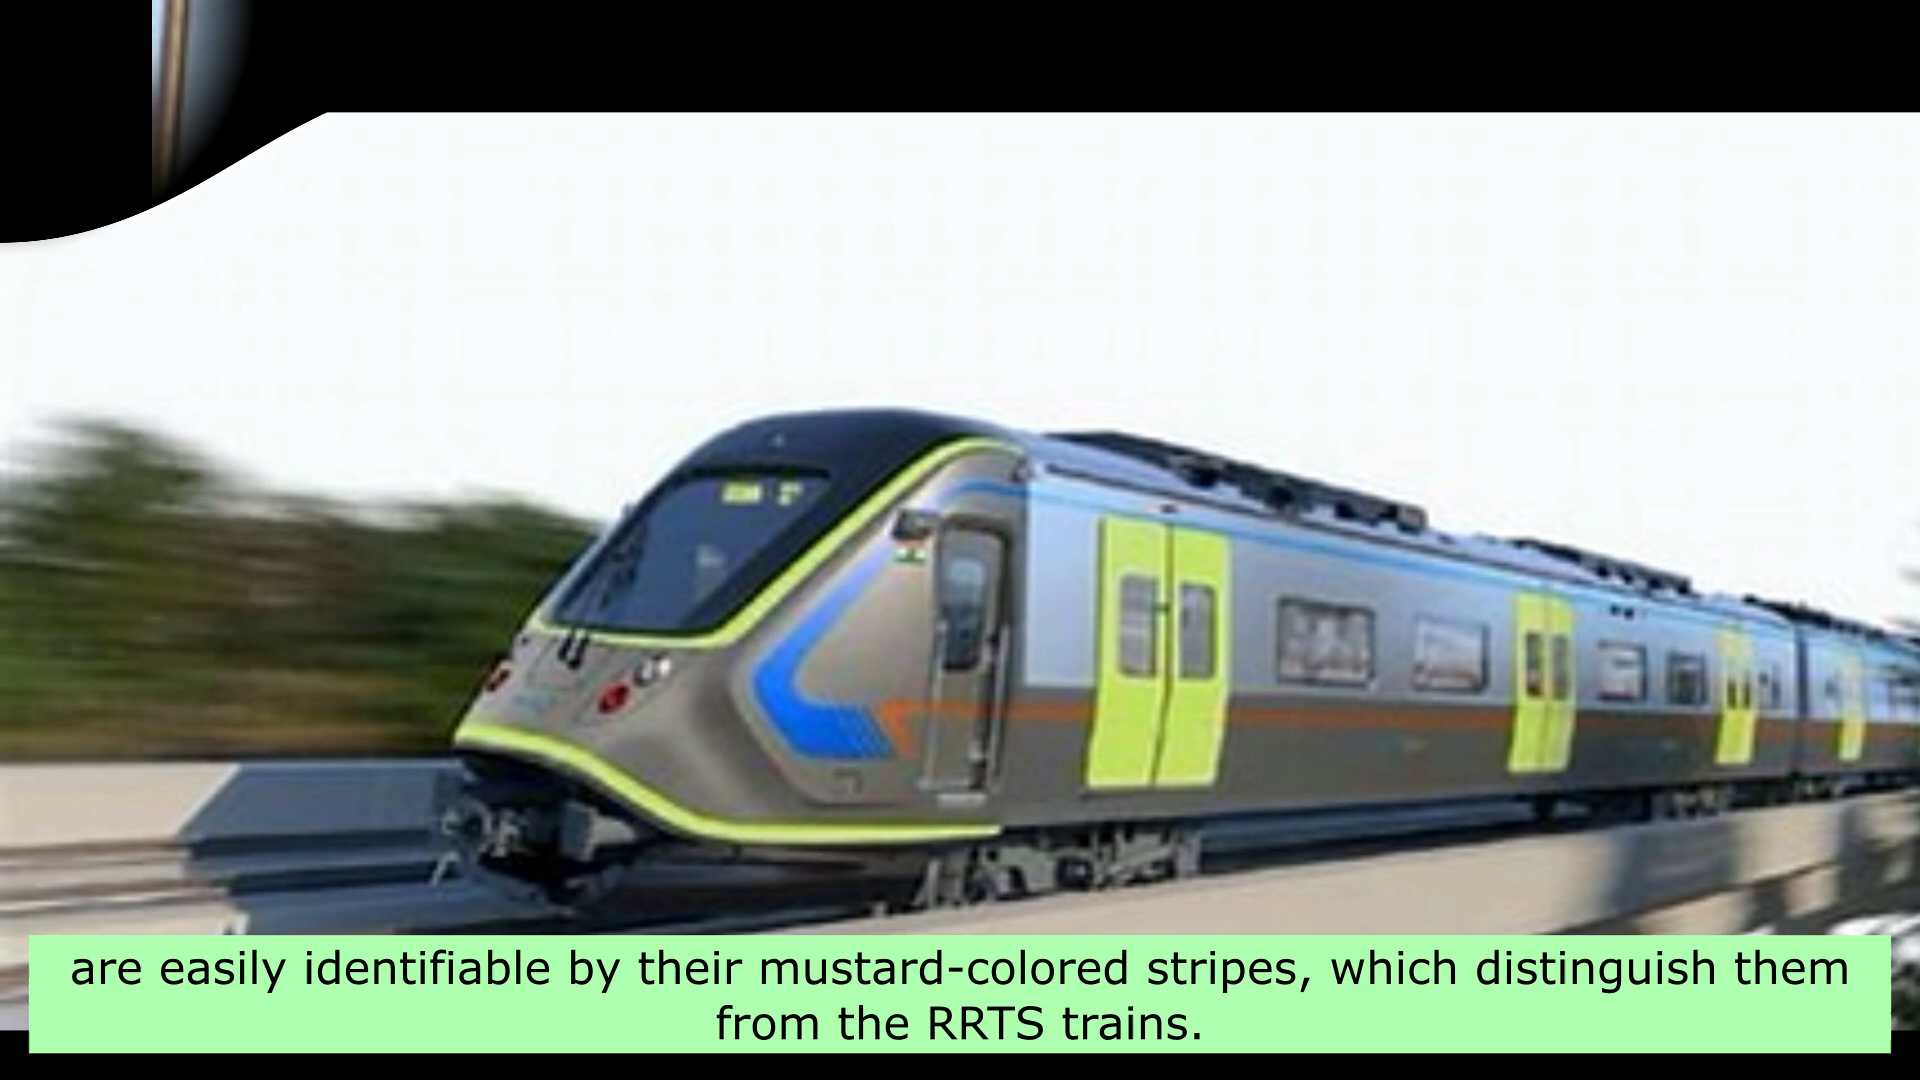 are easily identifiable by their mustard-colored stripes, which distinguish them
from the RRTS trains.